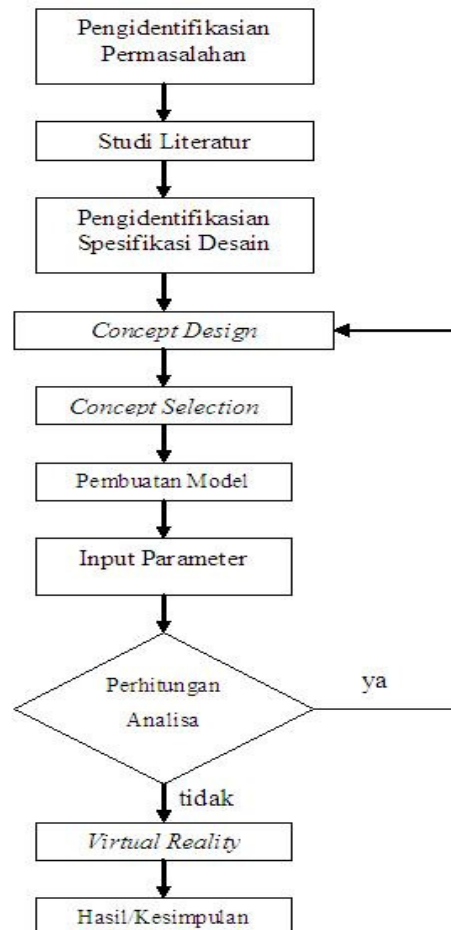 Pengidentifikasian
Permasalahan
Studi Literatur
Pengidentifikasian
Spesifikasi Desain
Concept Design
Concept Selection
Pembuatan Model
Input Parameter
Perhitungan
Analisa
ya
tidak
Virtual Reality
Hasil/Kesimpulan